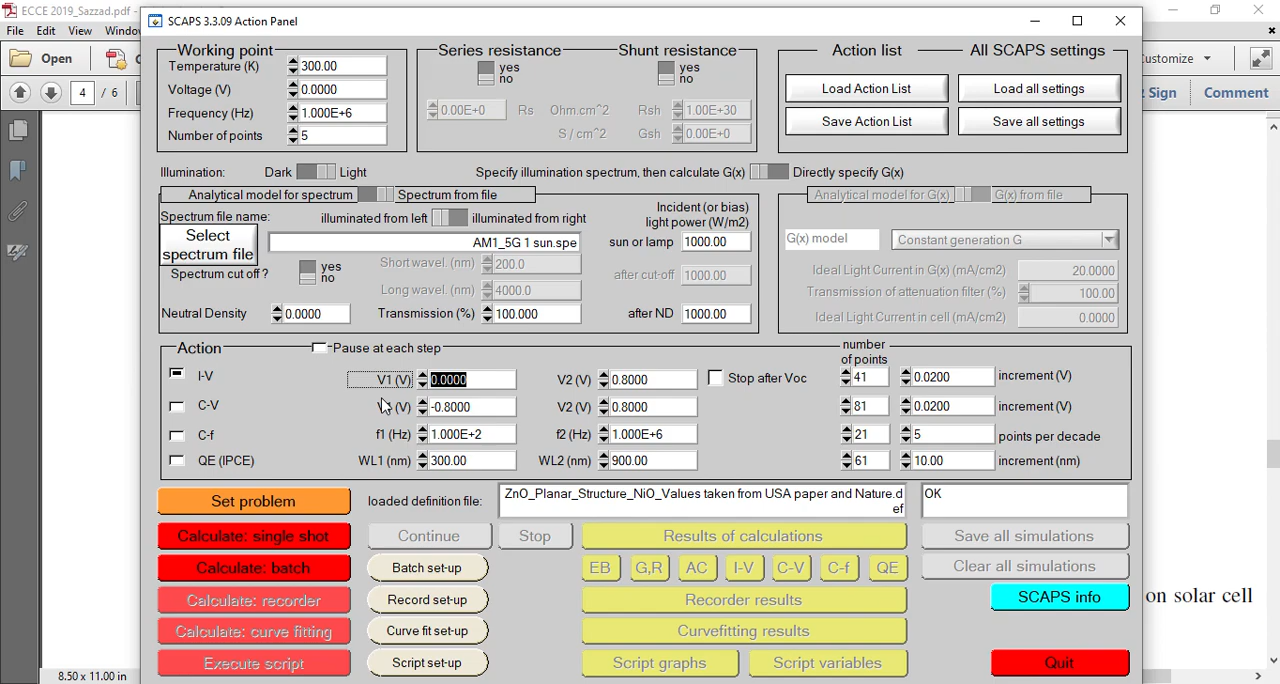 ECCE 2019_Sazzad.pdf -
SCAPS 3.3.09 Action Panel
File Edit View Window
Open
ustomize
4 / 6
Sign Comment
Working point
Temperature (K) 300.00
Voltage (V) 0.0000
Frequency (Hz) 1.000E+6
Number of points 5
Series resistance Shunt resistance
yes yes
no no
0.00E+0 Rs Ohm.cm^2 Rsh 1.00E+30
S / cm^2 Gsh 0.00E+0
Action list All SCAPS settings
Load Action List Load all settings
Save Action List Save all settings
Illumination: Dark Light Specify illumination spectrum, then calculate G(x) Directly specify G(x)
Analytical model for spectrum Spectrum from file
Spectrum file name: illuminated from left illuminated from right
Select
spectrum file
AM1_5G 1 sun.spe
Spectrum cut off ? yes
no
Short wavel. (nm) 200.0
Long wavel. (nm) 4000.0
Neutral Density 0.0000 Transmission (%) 100.000
Incident (or bias)
light power (W/m2)
sun or lamp 1000.00
after cut-off 1000.00
after ND 1000.00
Analytical model for G(x) G(x) from file
G(x) model Constant generation G
Ideal Light Current in G(x) (mA/cm2) 20.0000
Transmission of attenuation filter (%) 100.00
Ideal Light Current in cell (mA/cm2) 0.0000
Action Pause at each step number
of points
I-V V1 (V) 0.0000 V2 (V) 0.8000 Stop after Voc 41 0.0200 increment (V)
C-V (V) -0.8000 V2 (V) 0.8000 81 0.0200 increment (V)
C-f f1 (Hz) 1.000E+2 f2 (Hz) 1.000E+6 21 5 points per decade
QE (IPCE) WL1 (nm) 300.00 WL2 (nm) 900.00 61 10.00 increment (nm)
Set problem loaded definition file: ZnO_Planar_Structure_NiO_Values taken from USA paper and Nature.d
ef
OK
Calculate: single shot Continue Stop Results of calculations Save all simulations
Calculate: batch Batch set-up EB G,R AC I-V C-V C-f QE Clear all simulations
Calculate: recorder Record set-up Recorder results SCAPS info
Calculate: curve fitting Curve fit set-up Curvefitting results
Execute script Script set-up Script graphs Script variables Quit
on solar cell
8.50 x 11.00 in